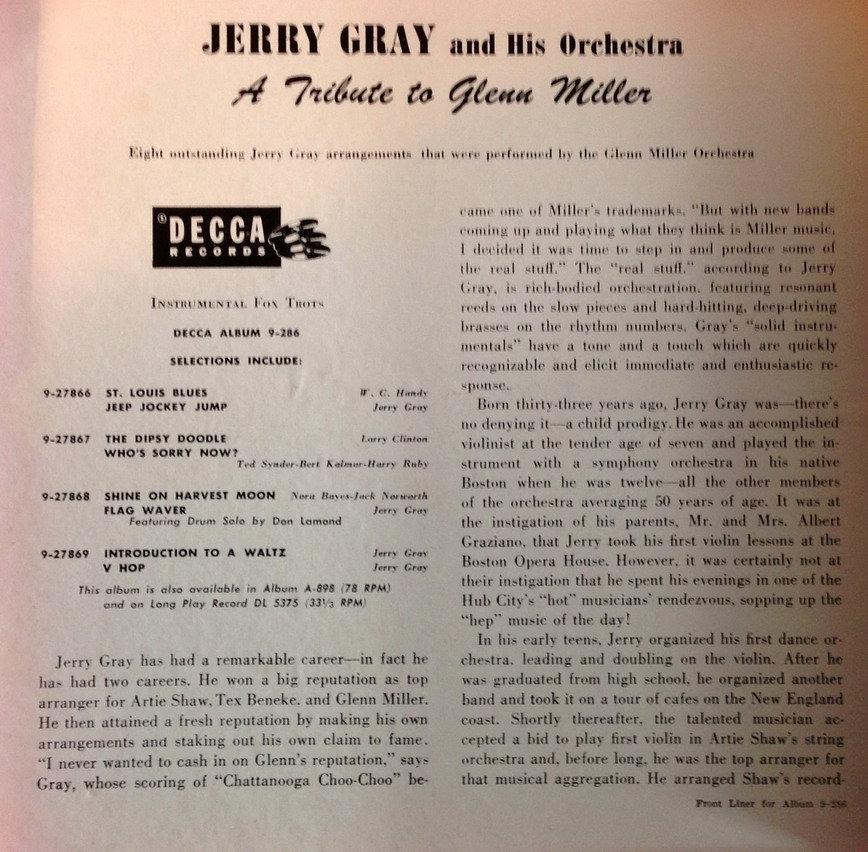 JERRY GRAY and His Orchestra
A Tribute to Glenn Miller
Eight outstanding Jerry Gray arrangements that were performed by the Glenn Miller Orchestra
DECCA
RECORDS
INSTRUMENTAL FOX TROTS
DECCA ALBUM 9-286
SELECTIONS INCLUDE:
9-27866 ST. LOUIS BLUES W. C. Handy
JEEP JOCKEY JUMP Jerry Gray
9-27867 THE DIPSY DOODLE Larry Clinton
WHO'S SORRY NOW?
Ted Synder-Bert Kalmar-Harry Ruby
9-27868 SHINE ON HARVEST MOON Nora Bayes-Jack Norworth
FLAG WAVER Jerry Gray
Featuring Drum Solo by Don Lamond
9-27869 INTRODUCTION TO A WALTZ Jerry Gray
V HOP Jerry Gray
This album is also available in Album A-898 (78 RPM)
and on Long Play Record DL 5375 (33⅓ RPM)
Jerry Gray has had a remarkable career—in fact he
has had two careers. He won a big reputation as top
arranger for Artie Shaw, Tex Beneke, and Glenn Miller.
He then attained a fresh reputation by making his own
arrangements and staking out his own claim to fame.
"I never wanted to cash in on Glenn's reputation," says
Gray, whose scoring of "Chattanooga Choo-Choo" be-
came one of Miller's trademarks, "But with new bands
coming up and playing what they think is Miller music,
I decided it was time to step in and produce some of
the real stuff." The "real stuff," according to Jerry
Gray, is rich-bodied orchestration, featuring resonant
reeds on the slow pieces and hard-hitting, deep-driving
brasses on the rhythm numbers. Gray's "solid instru-
mentals" have a tone and a touch which are quickly
recognizable and elicit immediate and enthusiastic re-
sponse.
Born thirty-three years ago, Jerry Gray was—there's
no denying it—a child prodigy. He was an accomplished
violinist at the tender age of seven and played the in-
strument with a symphony orchestra in his native
Boston when he was twelve—all the other members
of the orchestra averaging 50 years of age. It was at
the instigation of his parents, Mr. and Mrs. Albert
Graziano, that Jerry took his first violin lessons at the
Boston Opera House. However, it was certainly not at
their instigation that he spent his evenings in one of the
Hub City's "hot" musicians' rendezvous, sopping up the
"hep" music of the day!
In his early teens, Jerry organized his first dance or-
chestra, leading and doubling on the violin. After he
was graduated from high school, he organized another
band and took it on a tour of cafes on the New England
coast. Shortly thereafter, the talented musician ac-
cepted a bid to play first violin in Artie Shaw's string
orchestra and, before long, he was the top arranger for
that musical aggregation. He arranged Shaw's record-
Front Liner for Album 9-286